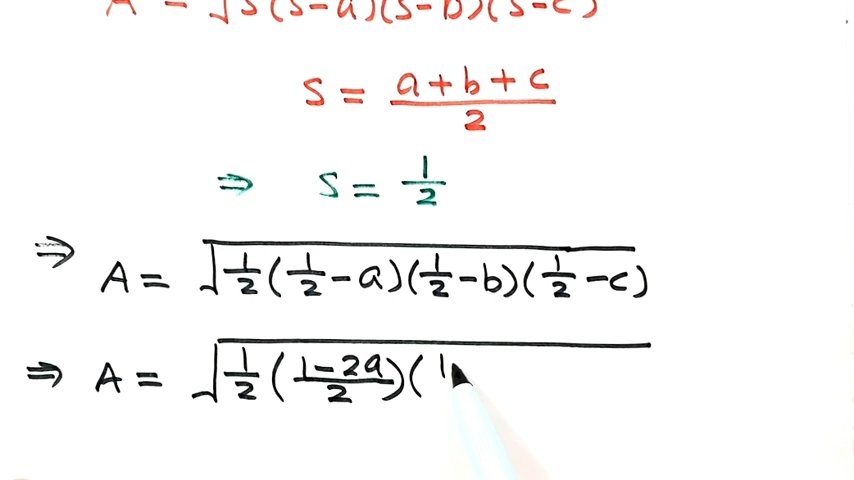 A = √s(s-a)(s-b)(s-c)
s = a+b+c/2
⇒ s = 1/2
⇒ A = √1/2(1/2-a)(1/2-b)(1/2-c)
⇒ A = √1/2(1-2a/2)(1